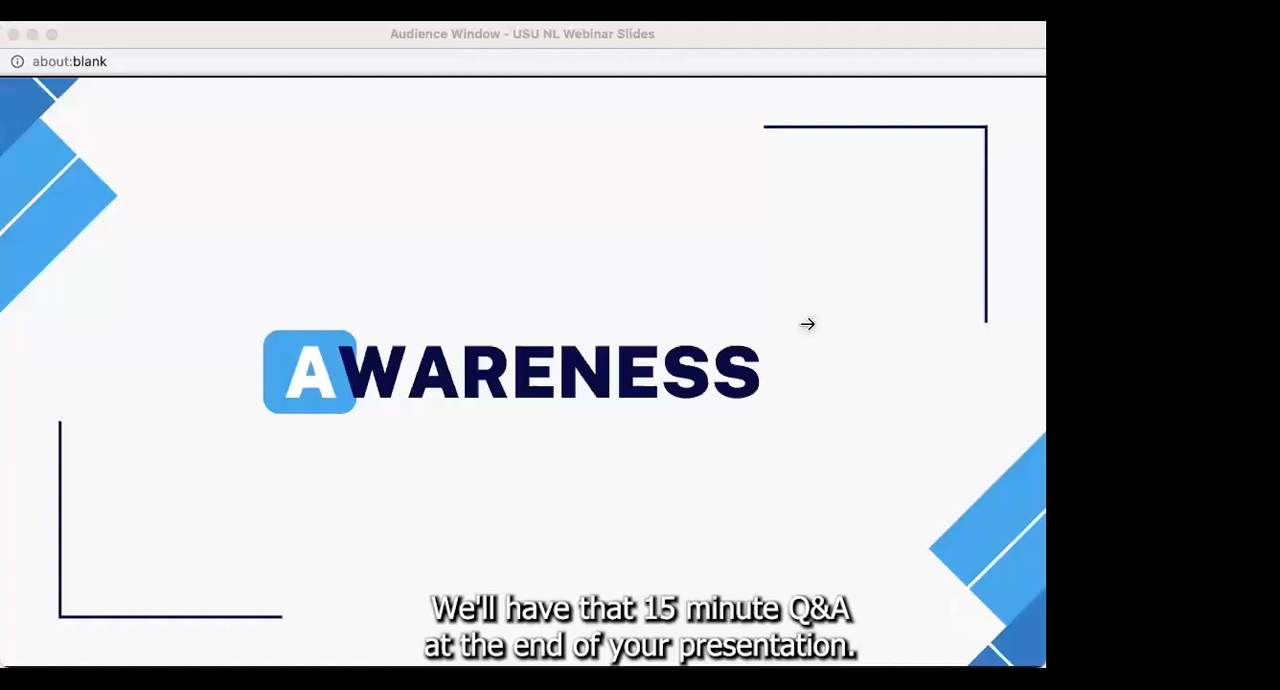 Audience Window - USU NL Webinar Slides
about:blank
AWARENESS
We'll have that 15 minute Q&A
at the end of your presentation.